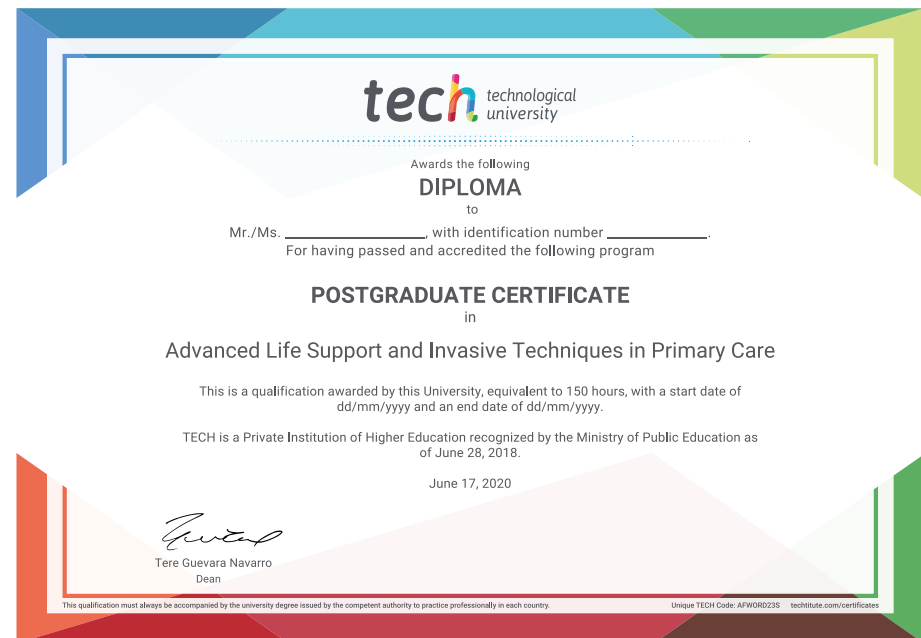 tech technological
university
Awards the following
DIPLOMA
to
Mr./Ms. ____________________, with identification number ______________.
For having passed and accredited the following program
POSTGRADUATE CERTIFICATE
in
Advanced Life Support and Invasive Techniques in Primary Care
This is a qualification awarded by this University, equivalent to 150 hours, with a start date of
dd/mm/yyyy and an end date of dd/mm/yyyy.
TECH is a Private Institution of Higher Education recognized by the Ministry of Public Education as
of June 28, 2018.
June 17, 2020
Tere Guevara Navarro
Dean
This qualification must always be accompanied by the university degree issued by the competent authority to practice professionally in each country. Unique TECH Code: AFWORD23S techtitute.com/certificates